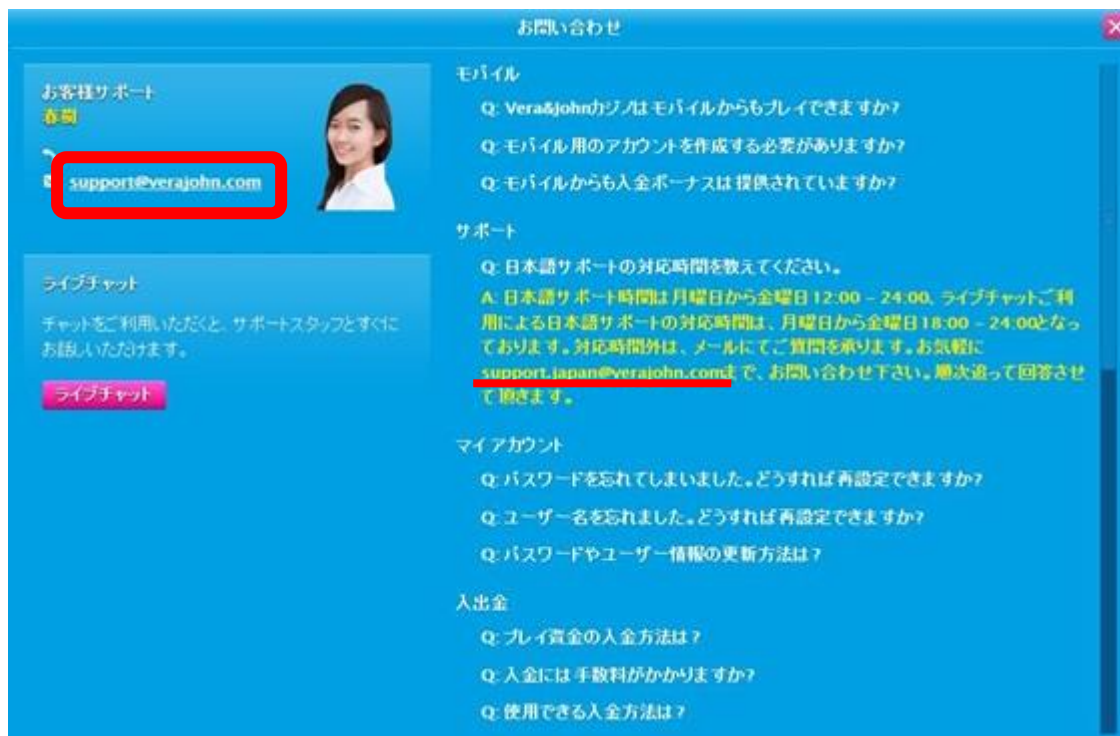 お問い合わせ
お客様サポート
春樹
support@verajohn.com
ライブチャット
チャットをご利用いただくと、サポートスタッフとすぐに
お話しいただけます。
ライブチャット
モバイル
Q: Vera&Johnカジノはモバイルからもプレイできますか?
Q: モバイル用のアカウントを作成する必要がありますか?
Q: モバイルからも入金ボーナスは提供されていますか?
サポート
Q: 日本語サポートの対応時間を教えてください。
A: 日本語サポート時間は月曜日から金曜日12:00 – 24:00、ライブチャットご利
用による日本語サポートの対応時間は、月曜日から金曜日18:00 – 24:00となっ
ております。対応時間外は、メールにてご質問を承ります。お気軽に
support.japan@verajohn.comまで、お問い合わせ下さい。順次追って回答させ
て頂きます。
マイアカウント
Q: パスワードを忘れてしまいました。どうすれば再設定できますか?
Q: ユーザー名を忘れました。どうすれば再設定できますか?
Q: パスワードやユーザー情報の更新方法は?
入出金
Q: プレイ資金の入金方法は?
Q: 入金には手数料がかかりますか?
Q: 使用できる入金方法は?